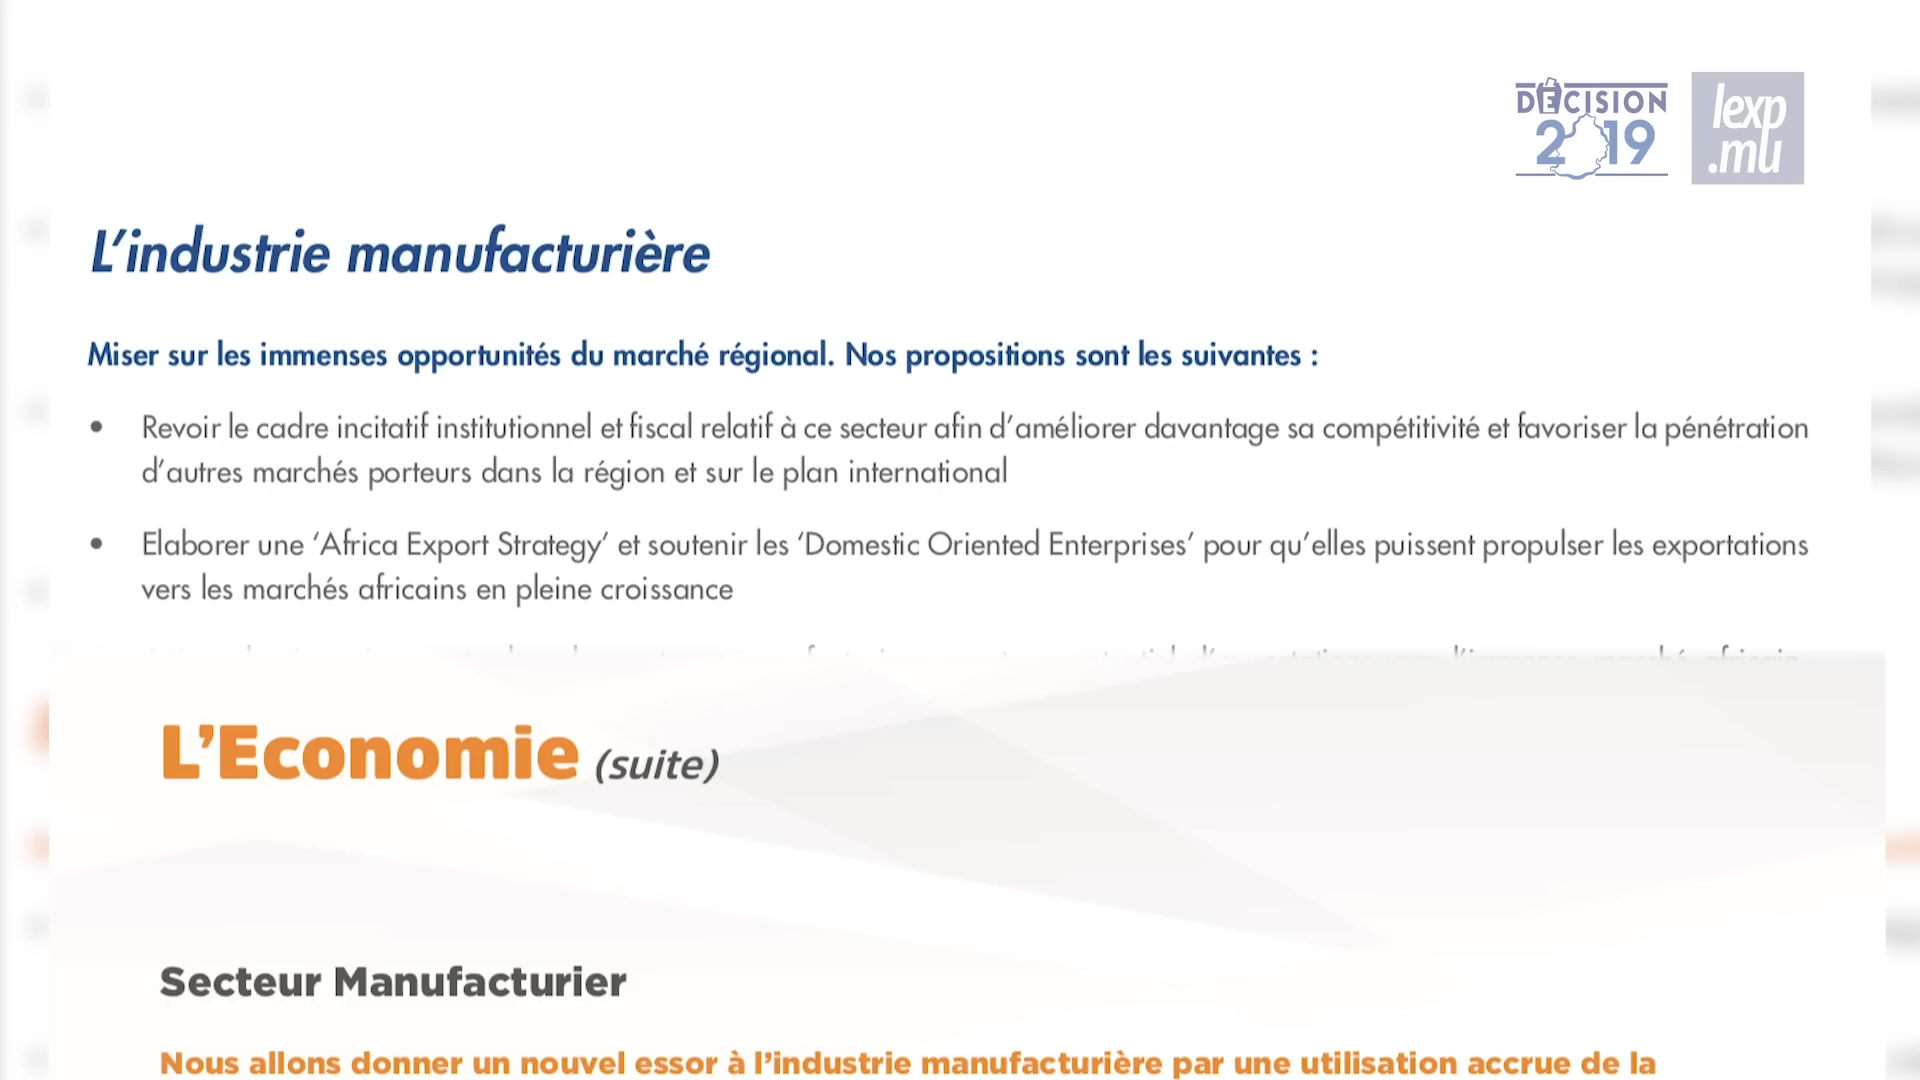 DÉCISION
2019
lexp
.mu
L’industrie manufacturière
Miser sur les immenses opportunités du marché régional. Nos propositions sont les suivantes :
• Revoir le cadre incitatif institutionnel et fiscal relatif à ce secteur afin d’améliorer davantage sa compétitivité et favoriser la pénétration
d’autres marchés porteurs dans la région et sur le plan international
• Elaborer une ‘Africa Export Strategy’ et soutenir les ‘Domestic Oriented Enterprises’ pour qu’elles puissent propulser les exportations
vers les marchés africains en pleine croissance
L’Economie (suite)
Secteur Manufacturier
Nous allons donner un nouvel essor à l’industrie manufacturière par une utilisation accrue de la